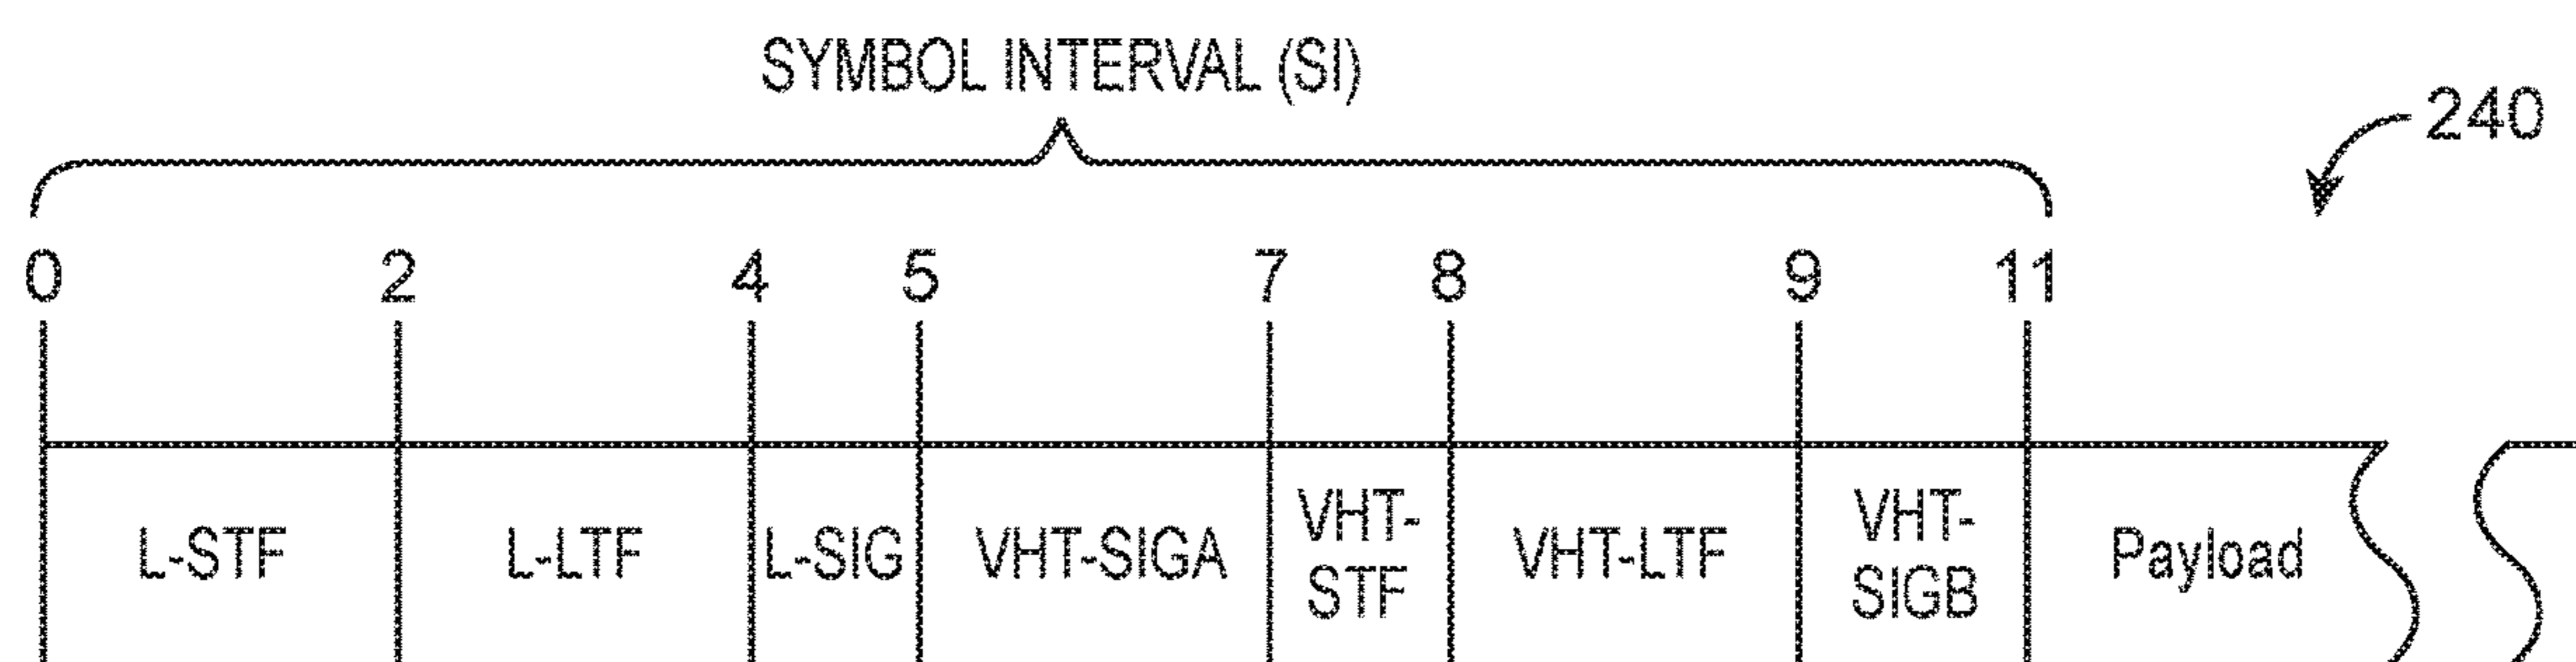 SYMBOL INTERVAL (SI)
240
0 2 4 5 7 8 9 11
L-STF L-LTF L-SIG VHT-SIGA VHT-STF VHT-LTF VHT-SIGB Payload